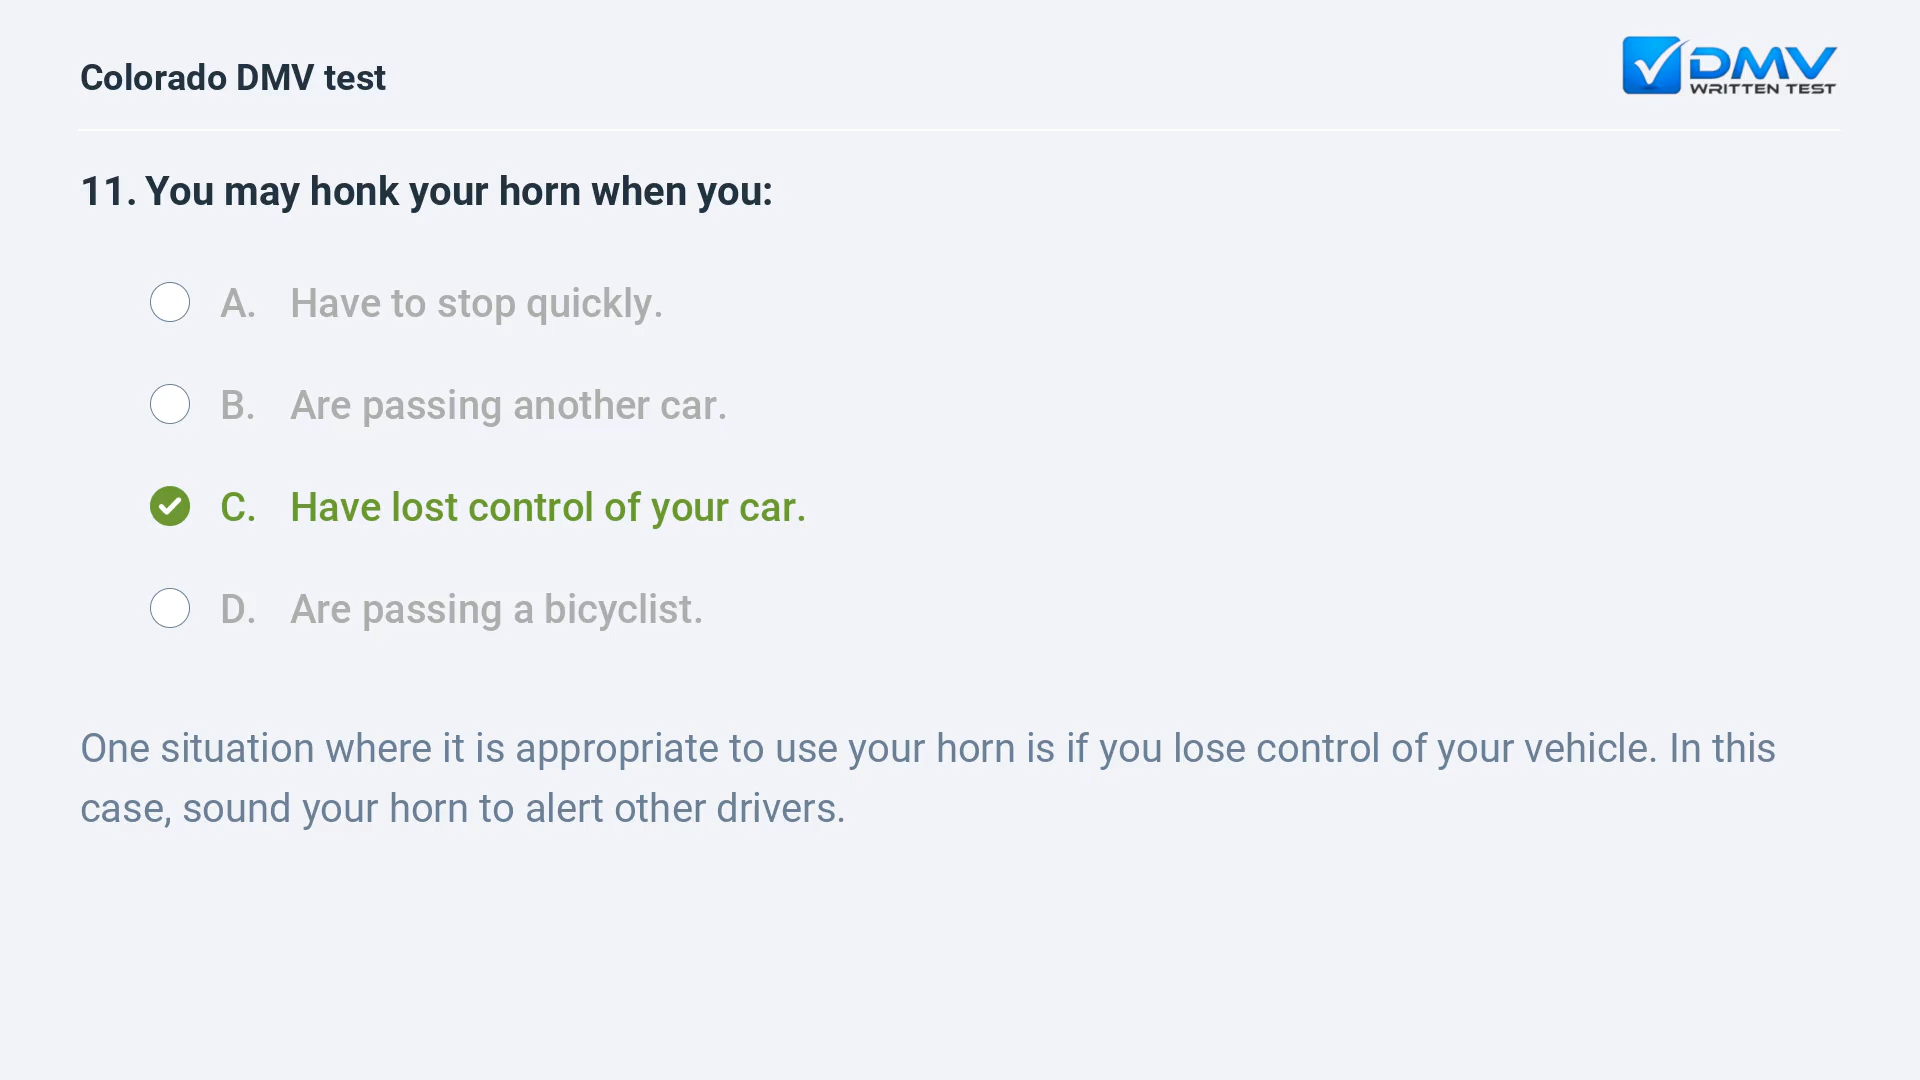 Colorado DMV test
DMV
WRITTEN TEST
11. You may honk your horn when you:
A. Have to stop quickly.
B. Are passing another car.
C. Have lost control of your car.
D. Are passing a bicyclist.
One situation where it is appropriate to use your horn is if you lose control of your vehicle. In this
case, sound your horn to alert other drivers.